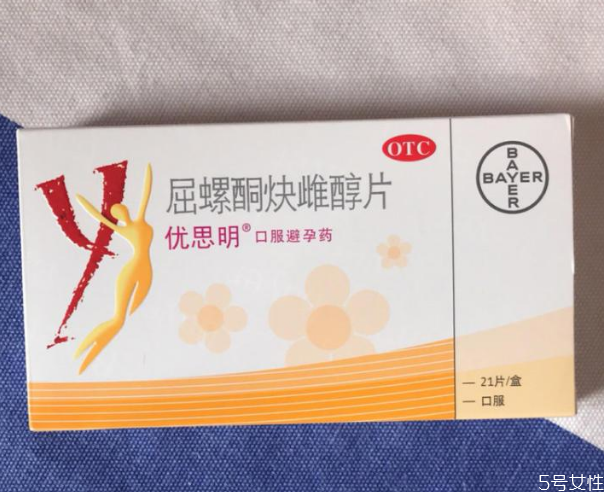 OTC
屈螺酮炔雌醇片
优思明® 口服避孕药
BAYER
BAYER
— 21片/盒
— 口服
5号女性